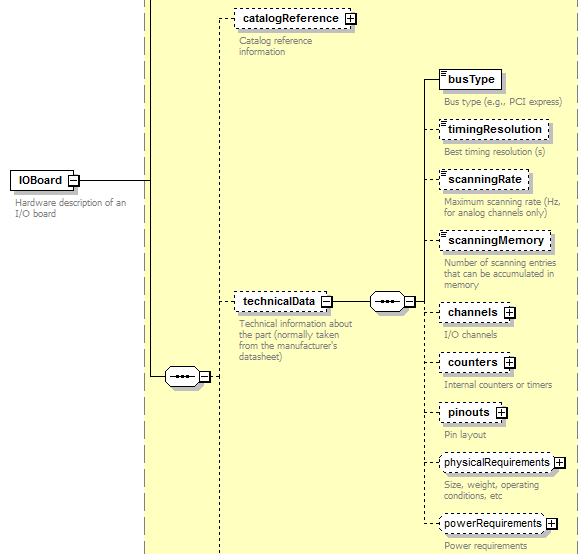 catalogReference
Catalog reference
information
busType
Bus type (e.g., PCI express)
timingResolution
Best timing resolution (s)
IOBoard
Hardware description of an
I/O board
scanningRate
Maximum scanning rate (Hz,
for analog channels only)
scanningMemory
Number of scanning entries
that can be accumulated in
memory
technicalData
Technical information about
the part (normally taken
from the manufacturer's
datasheet)
channels
I/O channels
counters
Internal counters or timers
pinouts
Pin layout
physicalRequirements
Size, weight, operating
conditions, etc
powerRequirements
Power requirements